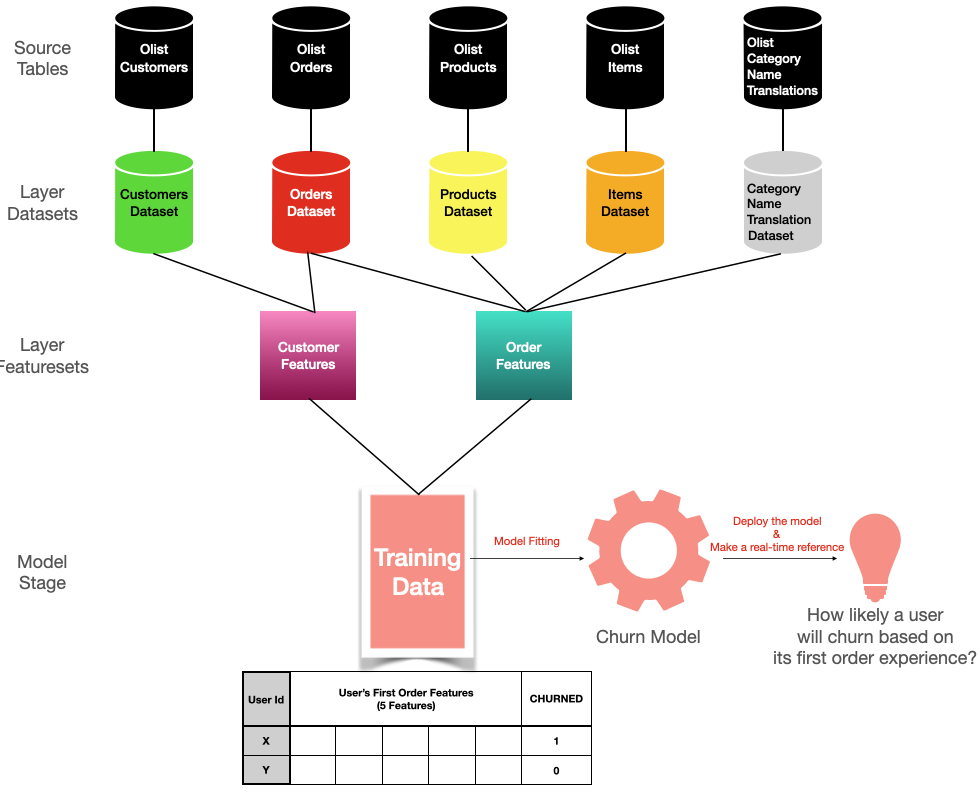 Source
Tables
Olist
Customers
Olist
Orders
Olist
Products
Olist
Items
Olist
Category
Name
Translations
Layer
Datasets
Customers
Dataset
Orders
Dataset
Products
Dataset
Items
Dataset
Category
Name
Translation
Dataset
Layer
Featuresets
Customer
Features
Order
Features
Model
Stage
Training
Data
Model Fitting
Churn Model
Deploy the model
&
Make a real-time reference
How likely a user
will churn based on
its first order experience?
User Id
User's First Order Features
(5 Features)
CHURNED
X
1
Y
0